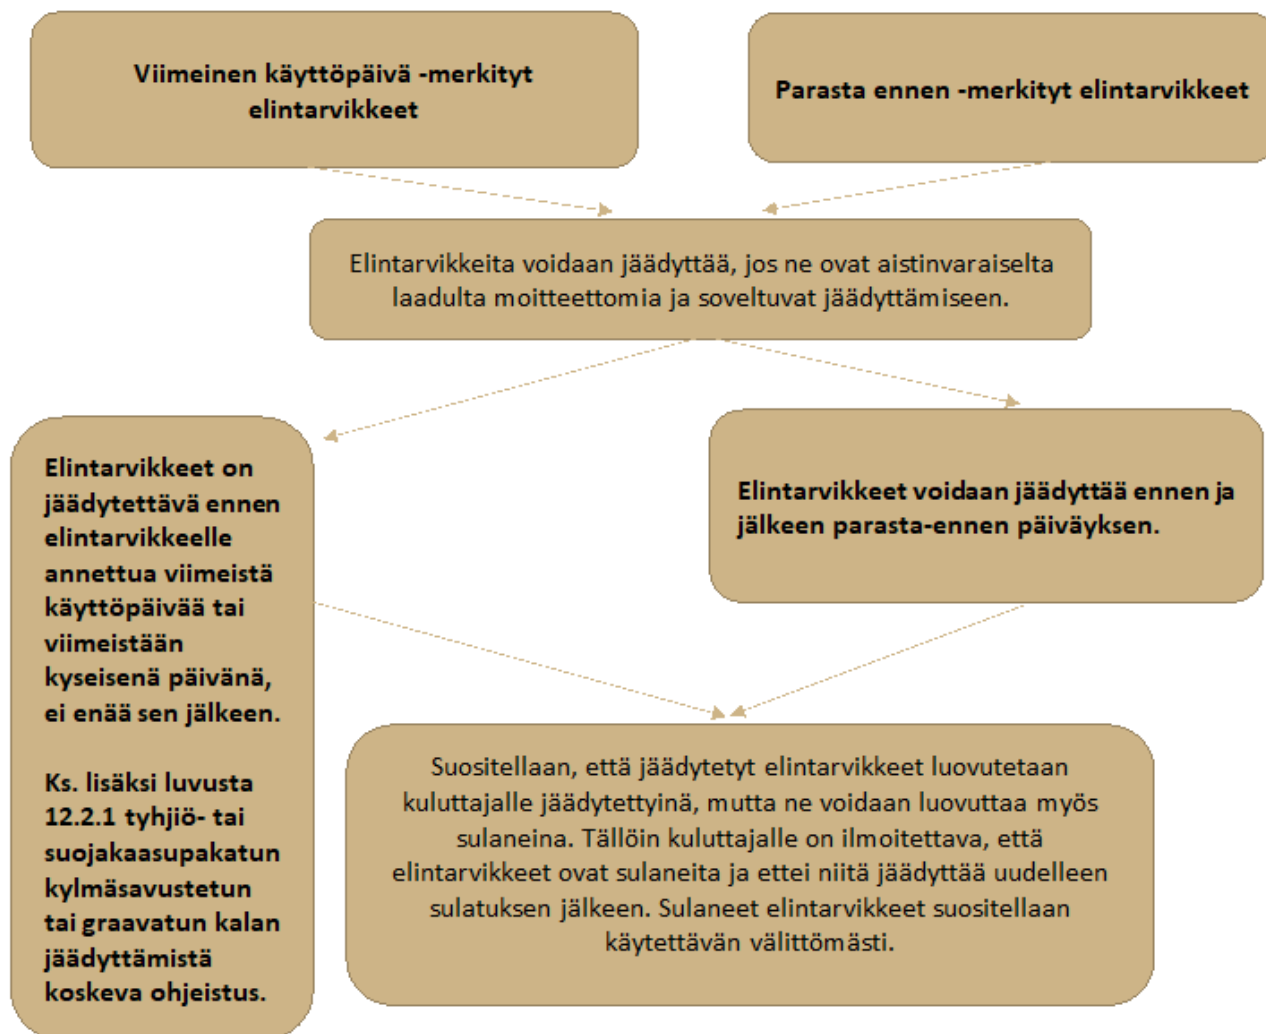 Viimeinen käyttöpäivä -merkityt
elintarvikkeet
Parasta ennen -merkityt elintarvikkeet
Elintarvikkeita voidaan jäädyttää, jos ne ovat aistinvaraiselta
laadulta moitteettomia ja soveltuvat jäädyttämiseen.
Elintarvikkeet on
jäädytettävä ennen
elintarvikkeelle
annettua viimeistä
käyttöpäivää tai
viimeistään
kyseisenä päivänä,
ei enää sen jälkeen.
Ks. lisäksi luvusta
12.2.1 tyhjiö- tai
suojakaasupakatun
kylmäsavustetun
tai graavatun kalan
jäädyttämistä
koskeva ohjeistus.
Elintarvikkeet voidaan jäädyttää ennen ja
jälkeen parasta-ennen päiväyksen.
Suositellaan, että jäädytetyt elintarvikkeet luovutetaan
kuluttajalle jäädytettyinä, mutta ne voidaan luovuttaa myös
sulaneina. Tällöin kuluttajalle on ilmoitettava, että
elintarvikkeet ovat sulaneita ja ettei niitä jäädyttää uudelleen
sulatuksen jälkeen. Sulaneet elintarvikkeet suositellaan
käytettävän välittömästi.